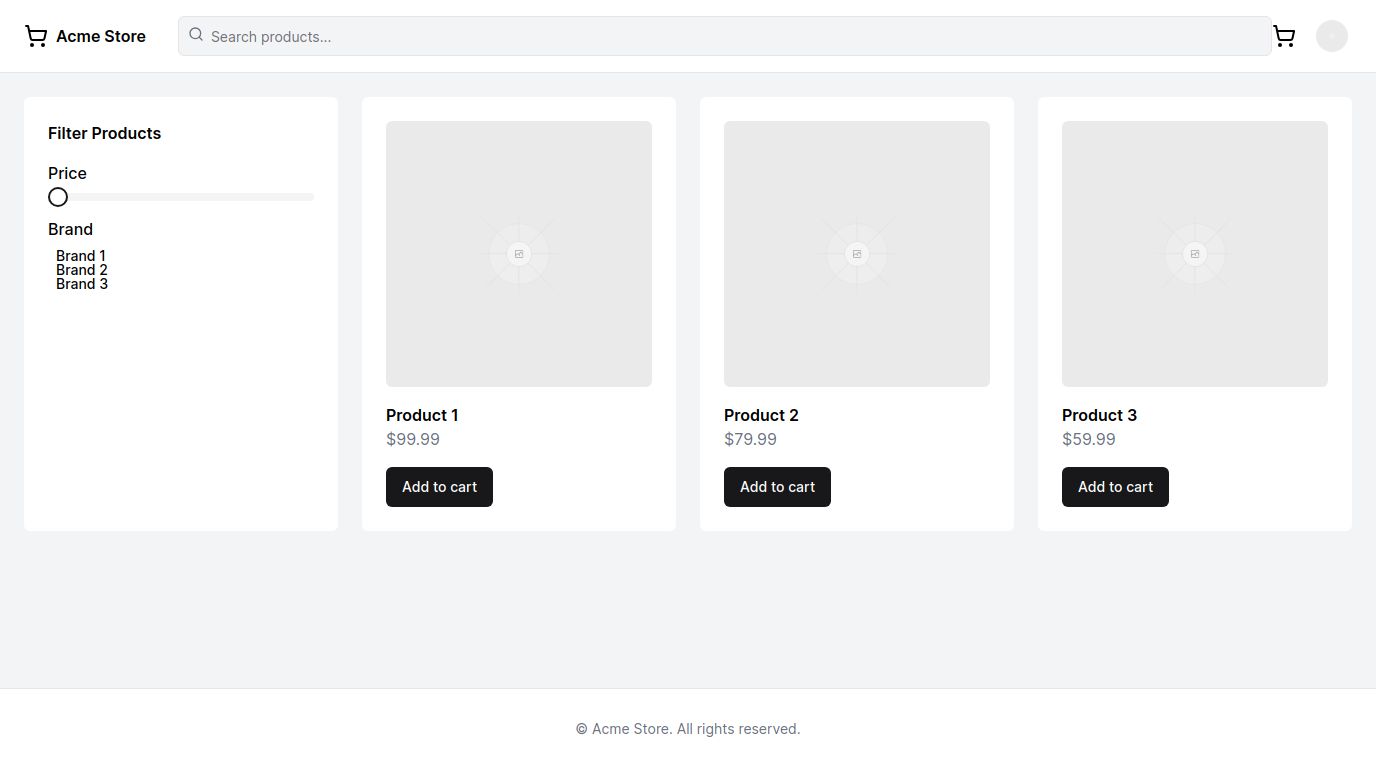 Acme Store
Search products...
Filter Products
Price
Brand
Brand 1
Brand 2
Brand 3
Product 1
$99.99
Add to cart
Product 2
$79.99
Add to cart
Product 3
$59.99
Add to cart
© Acme Store. All rights reserved.